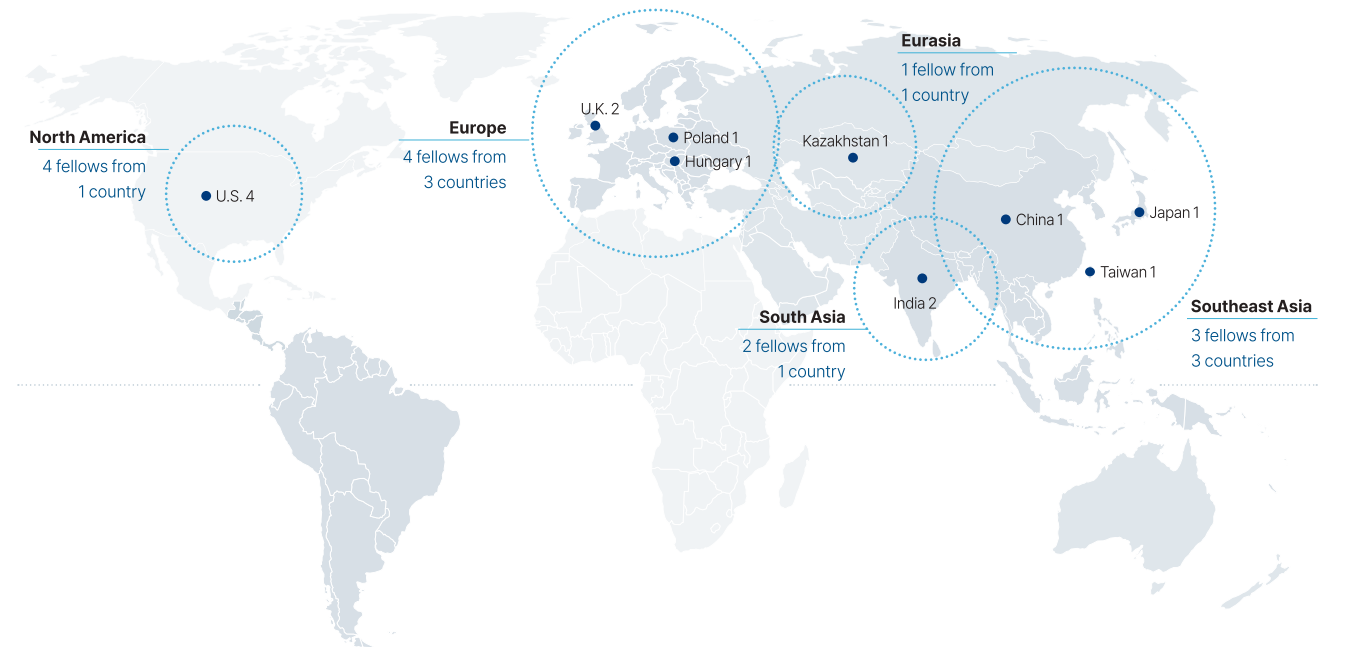 North America
4 fellows from
1 country
U.S. 4
Europe
4 fellows from
3 countries
U.K. 2
Poland 1
Hungary 1
Eurasia
1 fellow from
1 country
Kazakhstan 1
South Asia
2 fellows from
1 country
India 2
Southeast Asia
3 fellows from
3 countries
China 1
Japan 1
Taiwan 1